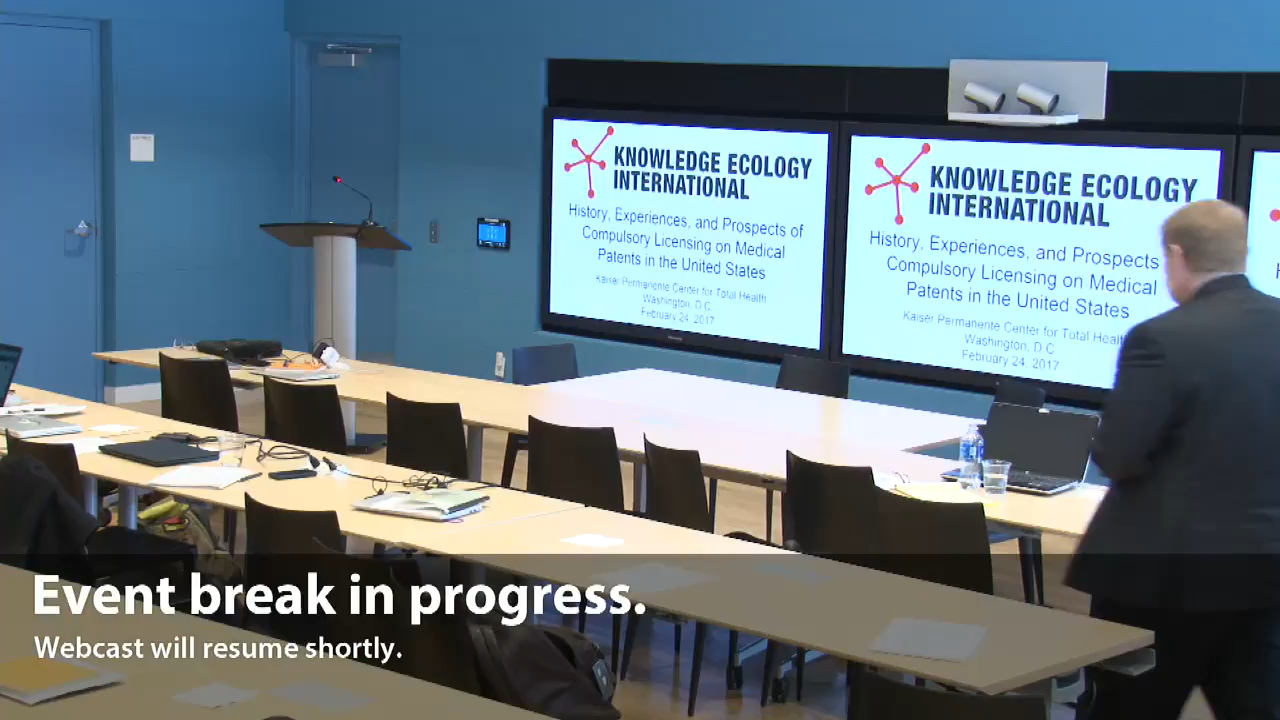 KNOWLEDGE ECOLOGY
INTERNATIONAL
History, Experiences, and Prospects of
Compulsory Licensing on Medical
Patents in the United States
Kaiser Permanente Center for Total Health
Washington, D.C.
February 24, 2017
KNOWLEDGE ECOLOGY
INTERNATIONAL
History, Experiences, and Prospects
Compulsory Licensing on Medical
Patents in the United States
Kaiser Permanente Center for Total Health
Washington, D.C
February 24, 2017
Event break in progress.
Webcast will resume shortly.